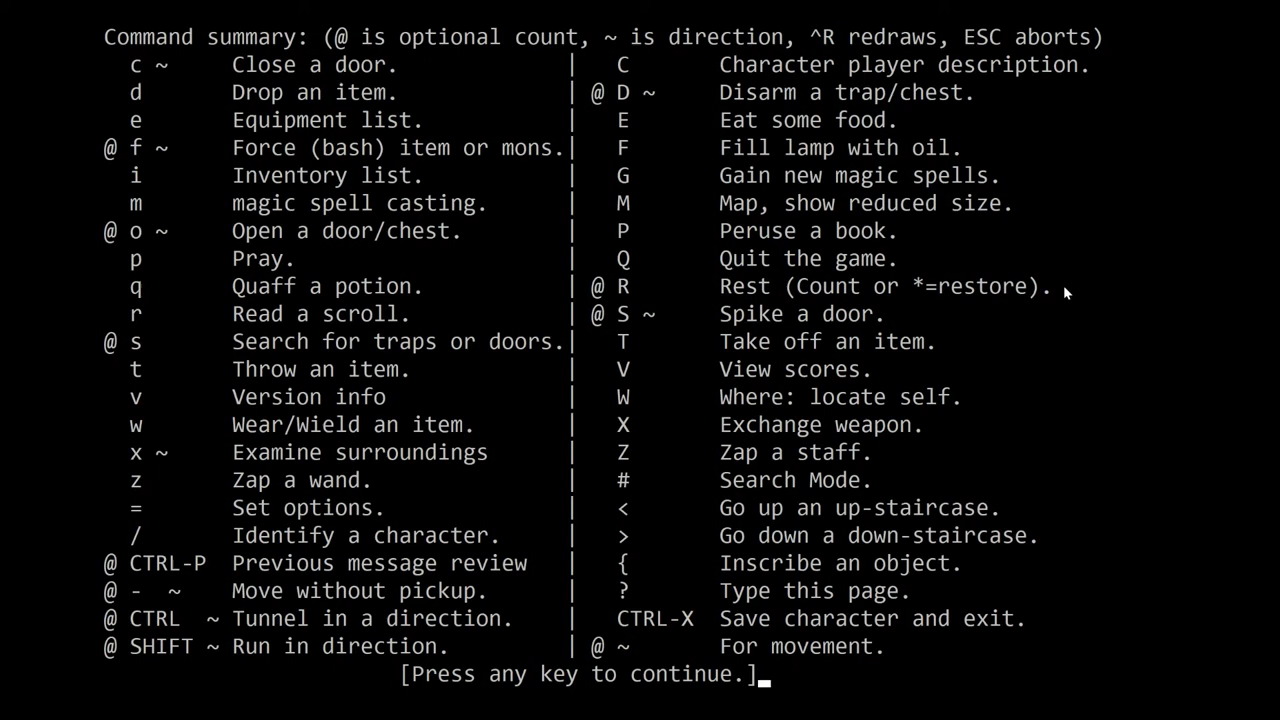 Command summary: (@ is optional count, ~ is direction, ^R redraws, ESC aborts)
c ~ Close a door. | C Character player description.
d Drop an item. | @ D ~ Disarm a trap/chest.
e Equipment list. | E Eat some food.
@ f ~ Force (bash) item or mons.| F Fill lamp with oil.
i Inventory list. | G Gain new magic spells.
m magic spell casting. | M Map, show reduced size.
@ o ~ Open a door/chest. | P Peruse a book.
p Pray. | Q Quit the game.
q Quaff a potion. | @ R Rest (Count or *=restore).
r Read a scroll. | @ S ~ Spike a door.
@ s Search for traps or doors.| T Take off an item.
t Throw an item. | V View scores.
v Version info | W Where: locate self.
w Wear/Wield an item. | X Exchange weapon.
x ~ Examine surroundings | Z Zap a staff.
z Zap a wand. | # Search Mode.
= Set options. | < Go up an up-staircase.
/ Identify a character. | > Go down a down-staircase.
@ CTRL-P Previous message review | { Inscribe an object.
@ - ~ Move without pickup. | ? Type this page.
@ CTRL ~ Tunnel in a direction. | CTRL-X Save character and exit.
@ SHIFT ~ Run in direction. | @ ~ For movement.
[Press any key to continue.]